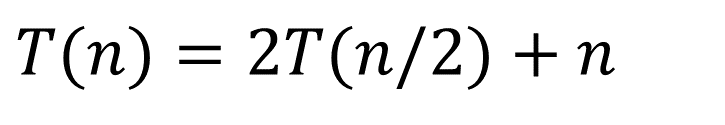 T(n) = 2T(n/2) + n